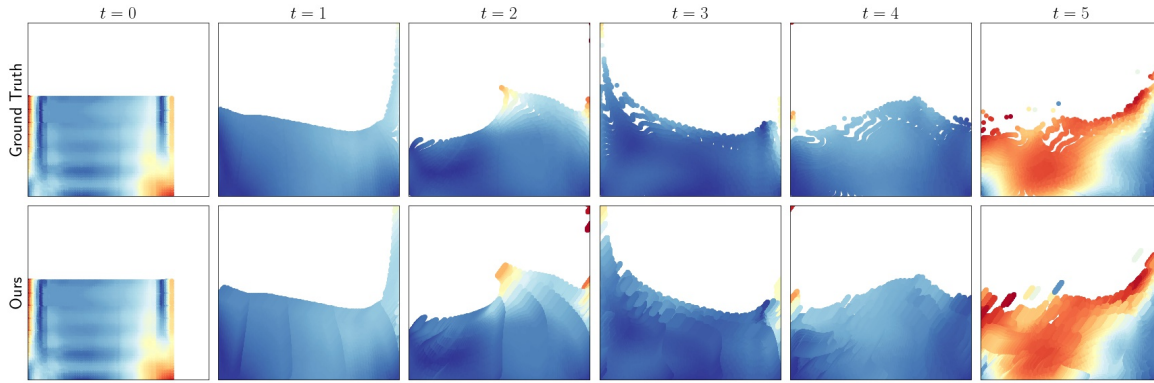 t = 0
t = 1
t = 2
t = 3
t = 4
t = 5
Ground Truth
Ours